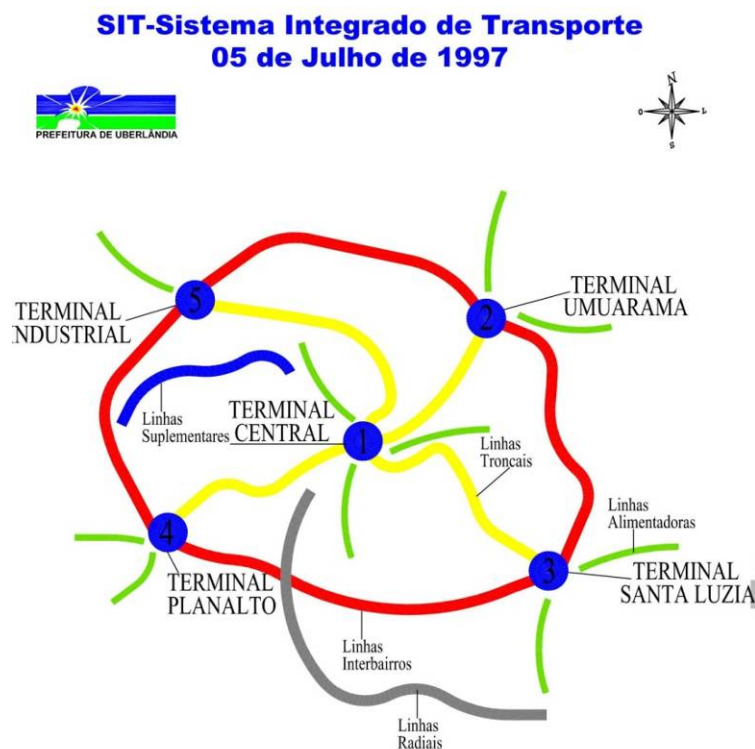 SIT-Sistema Integrado de Transporte
05 de Julho de 1997
PREFEITURA DE UBERLÂNDIA
N
O
L
S
5
TERMINAL
INDUSTRIAL
2
TERMINAL
UMUARAMA
Linhas
Suplementares
TERMINAL
CENTRAL
1
Linhas
Troncais
Linhas
Alimentadoras
4
TERMINAL
PLANALTO
3
TERMINAL
SANTA LUZIA
Linhas
Interbairros
Linhas
Radiais